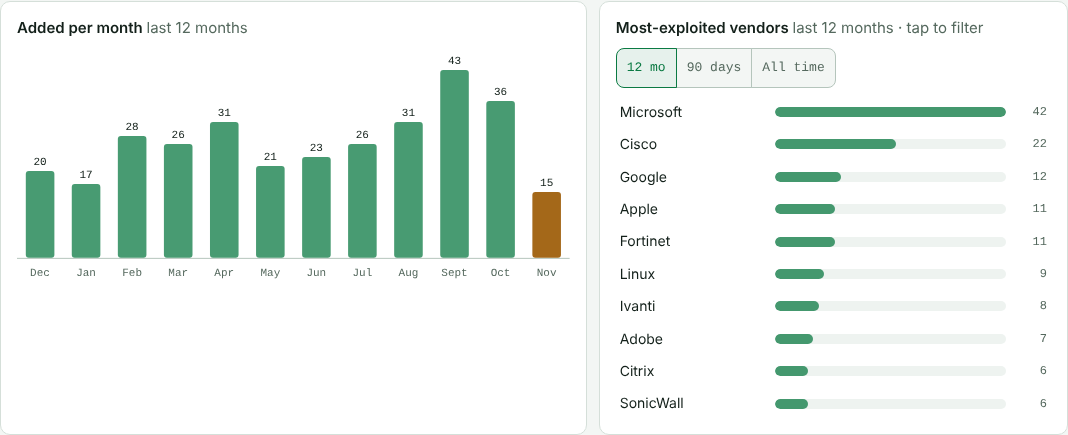 Added per month last 12 months
43
36
31
31
28
26
26
23
21
20
17
15
Dec Jan Feb Mar Apr May Jun Jul Aug Sept Oct Nov
Most-exploited vendors last 12 months · tap to filter
12 mo 90 days All time
Microsoft 42
Cisco 22
Google 12
Apple 11
Fortinet 11
Linux 9
Ivanti 8
Adobe 7
Citrix 6
SonicWall 6